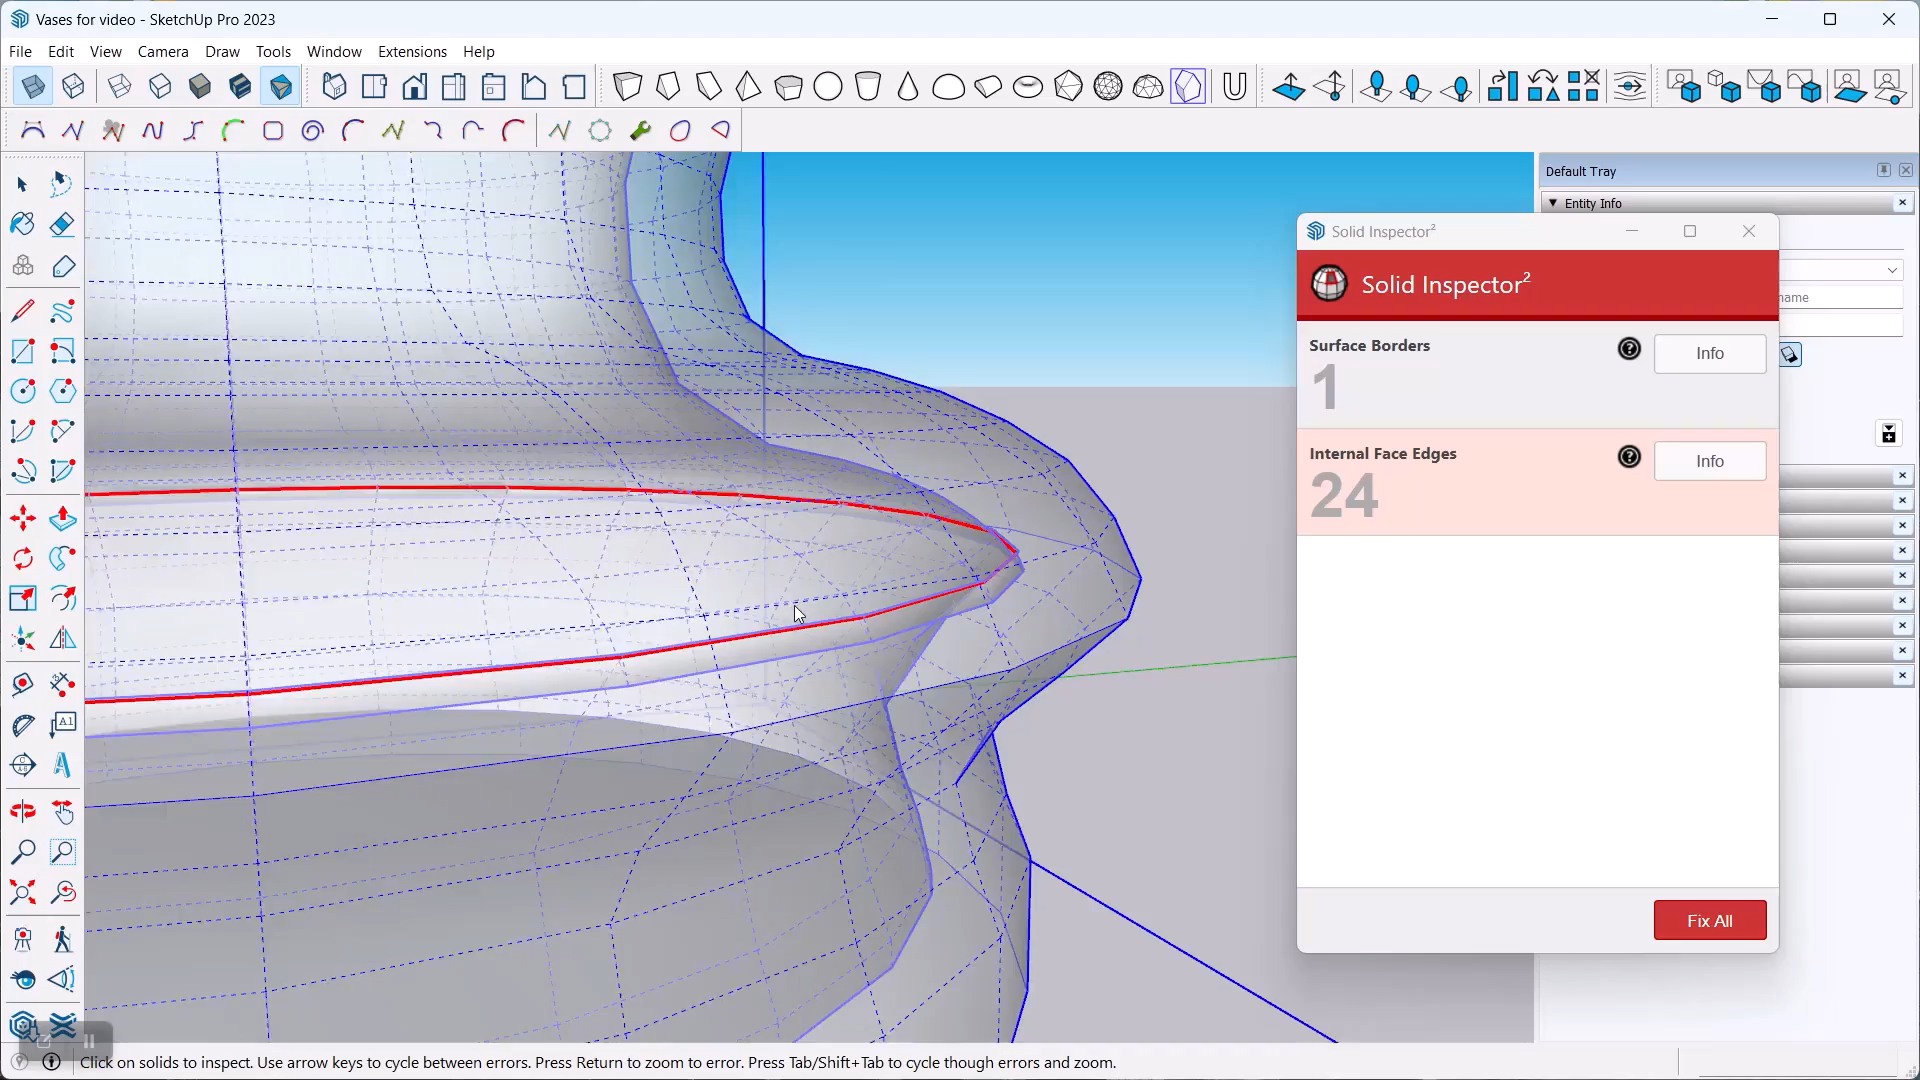 Vases for video - SketchUp Pro 2023
File Edit View Camera Draw Tools Window Extensions Help
Default Tray
Entity Info
Solid Inspector²
Solid Inspector²
name
Surface Borders
Info
1
Internal Face Edges
Info
24
Fix All
A1
Click on solids to inspect. Use arrow keys to cycle between errors. Press Return to zoom to error. Press Tab/Shift+Tab to cycle though errors and zoom.